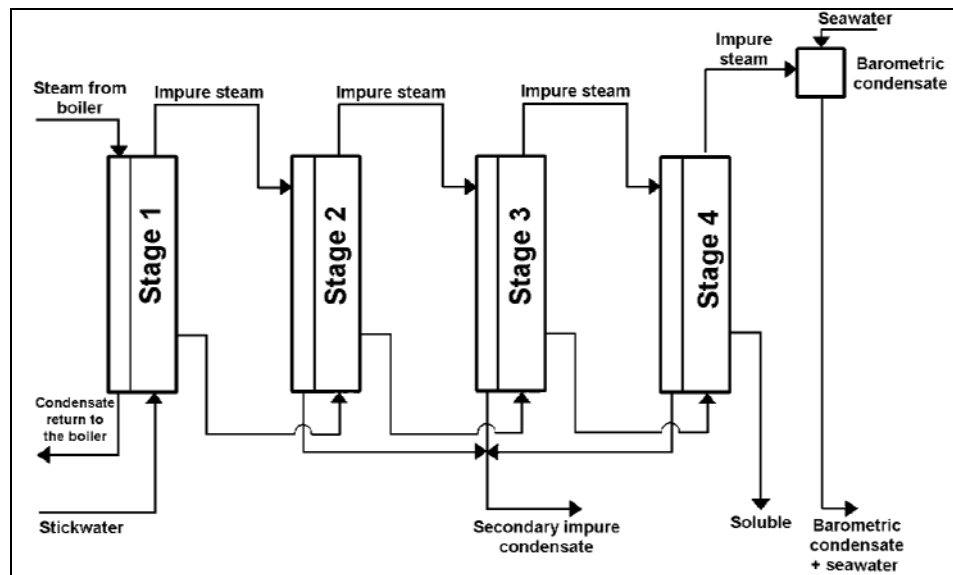 Seawater
Impure
steam
Barometric
condensate
Steam from
boiler
Impure steam
Impure steam
Impure steam
Stage 1
Stage 2
Stage 3
Stage 4
Condensate
return to
the boiler
Stickwater
Secondary impure
condensate
Soluble
Barometric
condensate
+ seawater